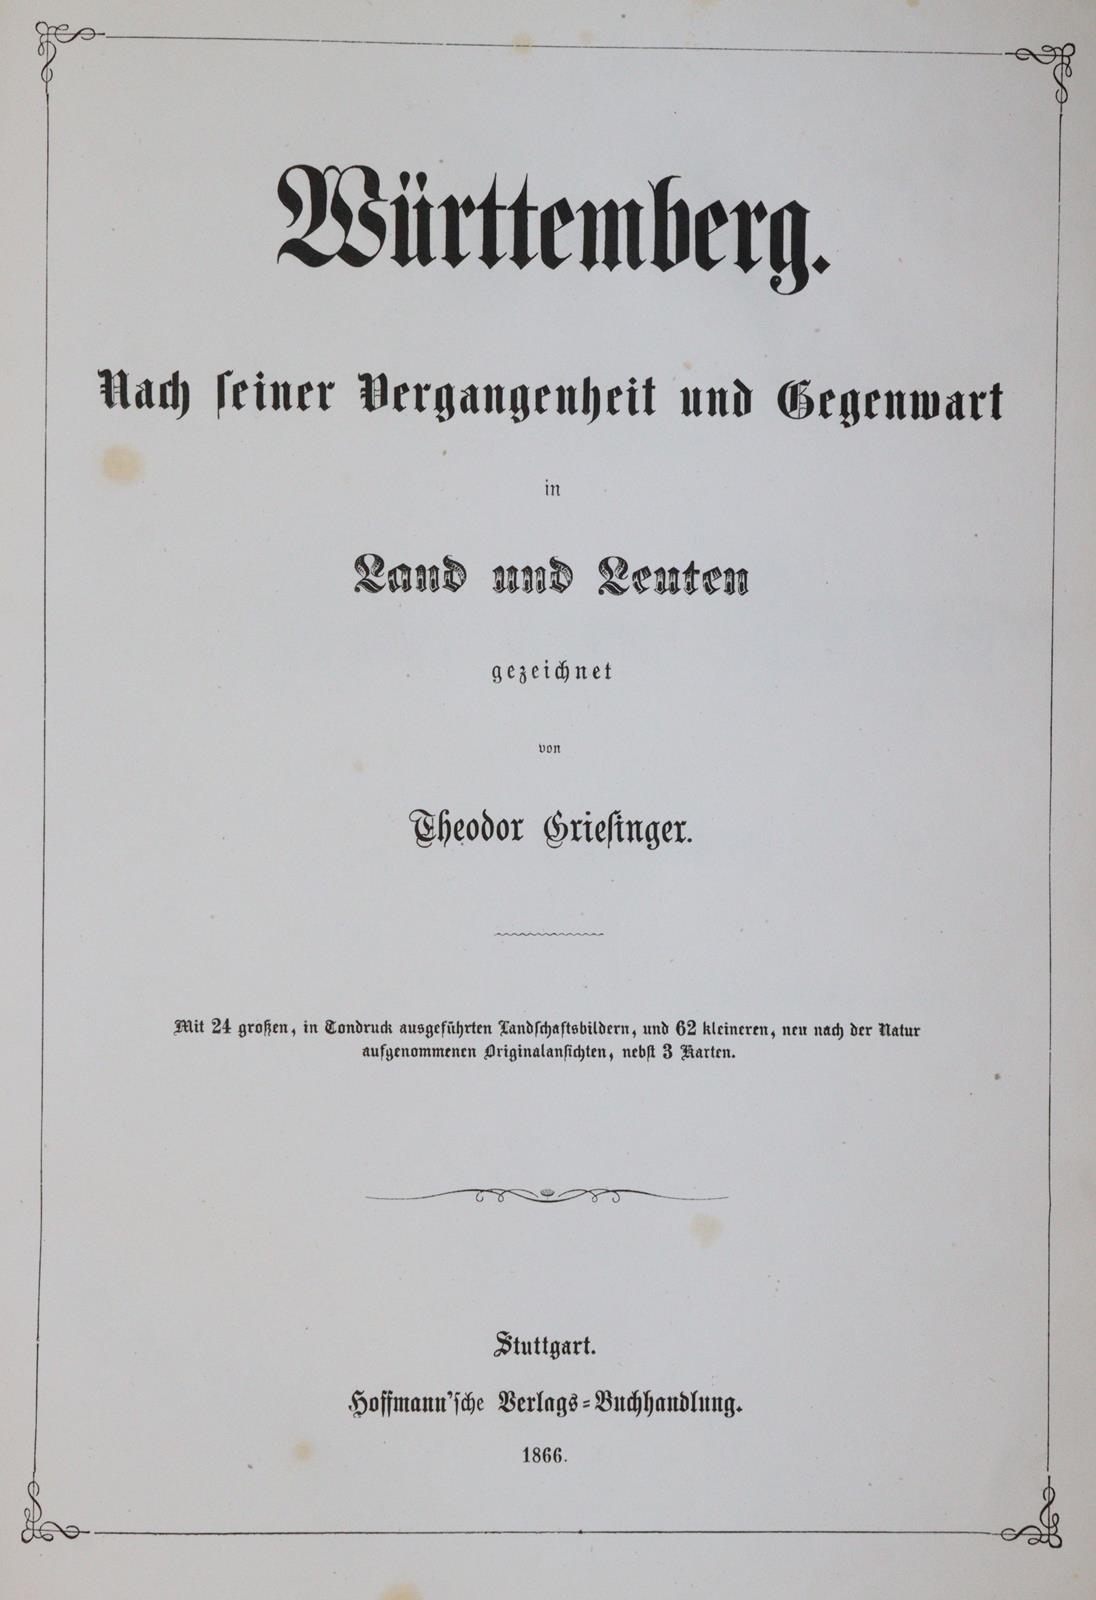 Württemberg.
Nach ſeiner Vergangenheit und Gegenwart
in
Land und Leuten
gezeichnet
von
Theodor Grieſinger.
Mit 24 großen, in Tondruck ausgeführten Landſchaftsbildern, und 62 kleineren, neu nach der Natur
aufgenommenen Originalanſichten, nebſt 3 Karten.
Stuttgart.
Hoffmann'ſche Verlags=Buchhandlung.
1866.